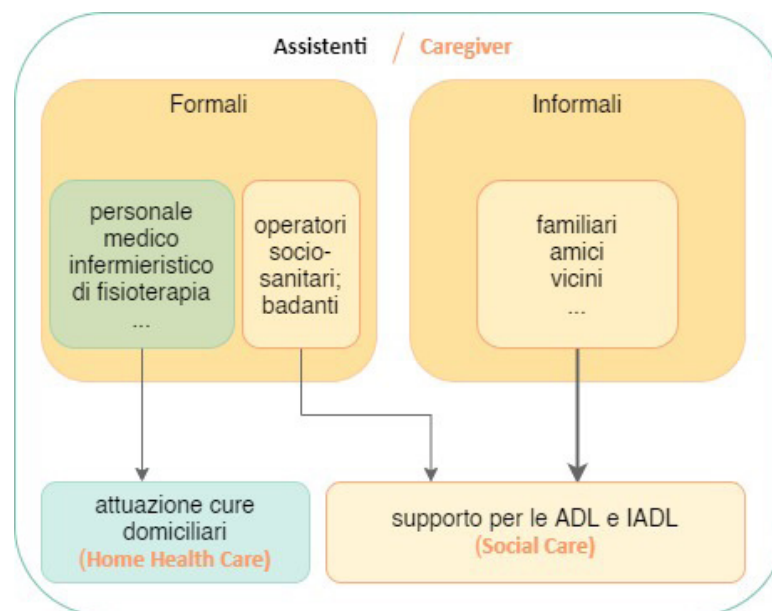 Assistenti / Caregiver
Formali
personale
medico
infermieristico
di fisioterapia
...
operatori
socio-
sanitari;
badanti
Informali
familiari
amici
vicini
...
attuazione cure
domiciliari
(Home Health Care)
supporto per le ADL e IADL
(Social Care)